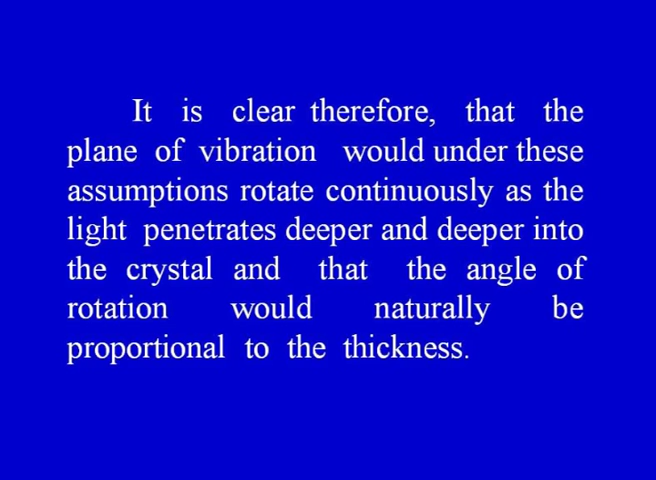 It is clear therefore, that the
plane of vibration would under these
assumptions rotate continuously as the
light penetrates deeper and deeper into
the crystal and that the angle of
rotation would naturally be
proportional to the thickness.